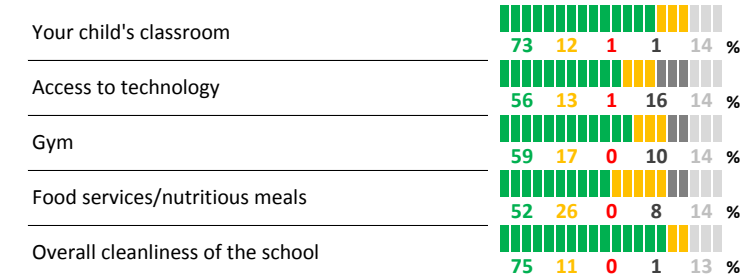 Your child's classroom
73 12 1 1 14 %
Access to technology
56 13 1 16 14 %
Gym
59 17 0 10 14 %
Food services/nutritious meals
52 26 0 8 14 %
Overall cleanliness of the school
75 11 0 1 13 %